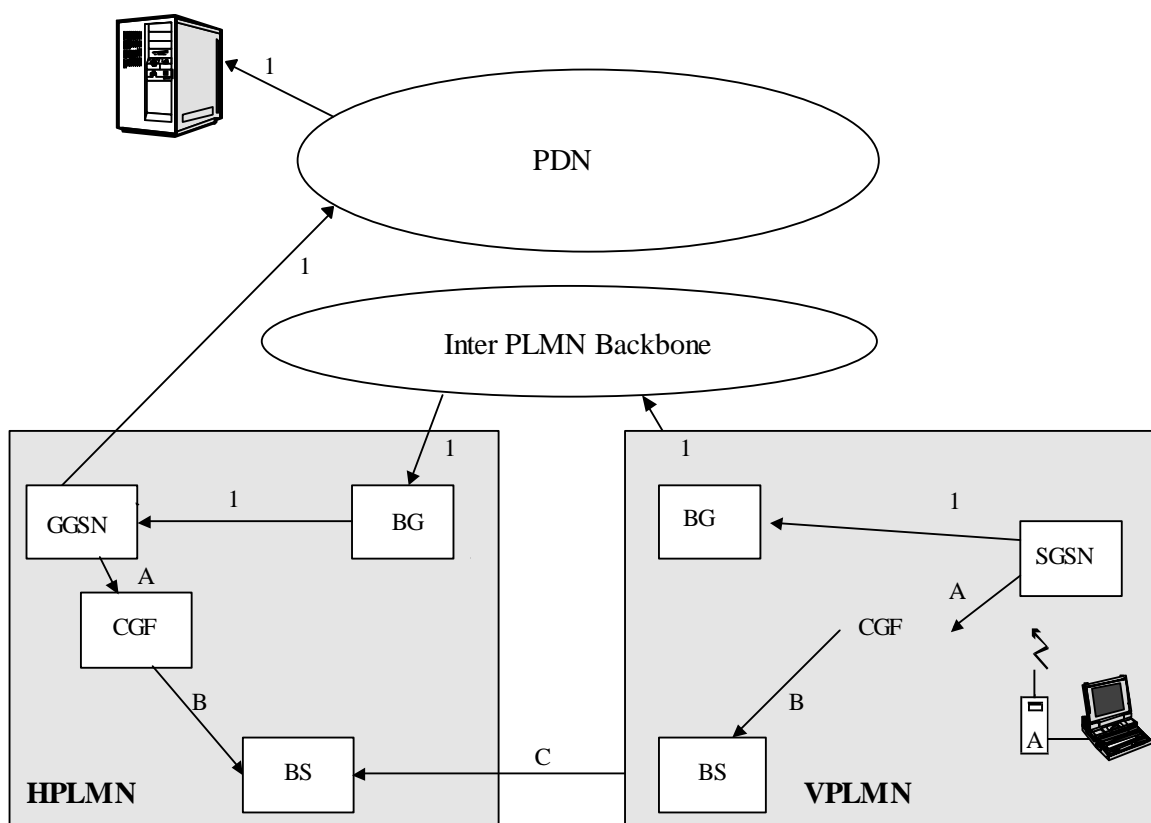 1
PDN
1
Inter PLMN Backbone
1
1
GGSN
1
BG
BG
1
SGSN
A
CGF
A
CGF
B
B
A
BS
C
BS
HPLMN
VPLMN